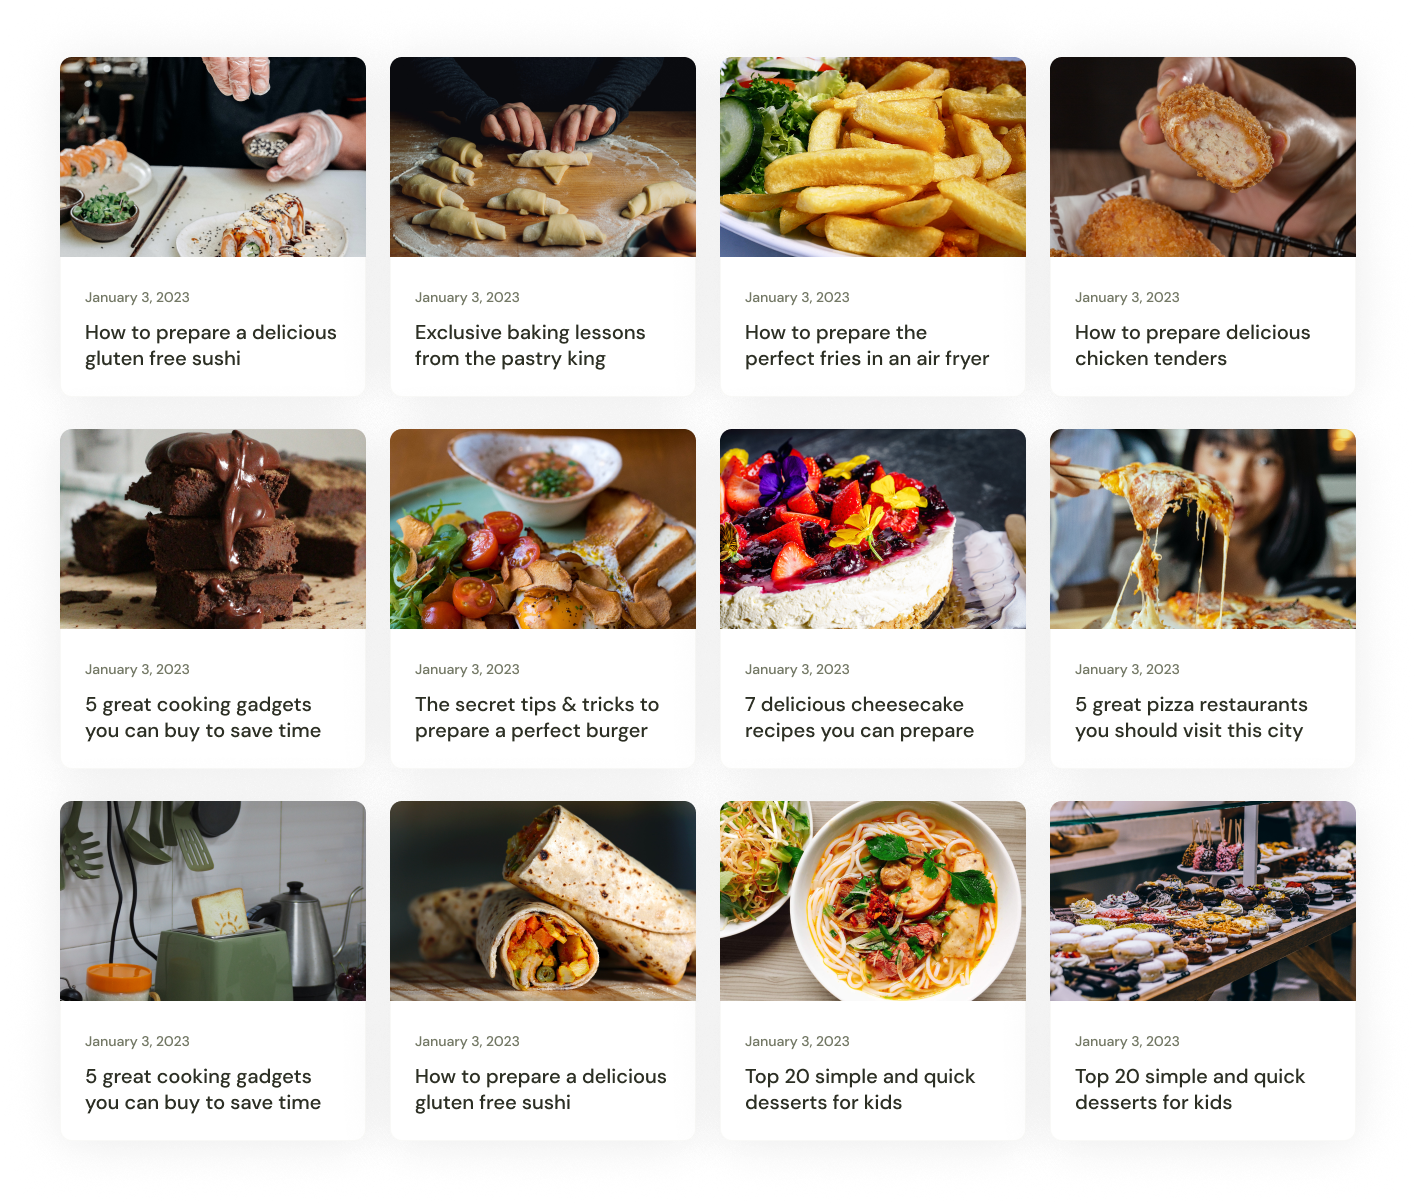 January 3, 2023
How to prepare a delicious
gluten free sushi
January 3, 2023
Exclusive baking lessons
from the pastry king
January 3, 2023
How to prepare the
perfect fries in an air fryer
January 3, 2023
How to prepare delicious
chicken tenders
January 3, 2023
5 great cooking gadgets
you can buy to save time
January 3, 2023
The secret tips & tricks to
prepare a perfect burger
January 3, 2023
7 delicious cheesecake
recipes you can prepare
January 3, 2023
5 great pizza restaurants
you should visit this city
January 3, 2023
5 great cooking gadgets
you can buy to save time
January 3, 2023
How to prepare a delicious
gluten free sushi
January 3, 2023
Top 20 simple and quick
desserts for kids
January 3, 2023
Top 20 simple and quick
desserts for kids